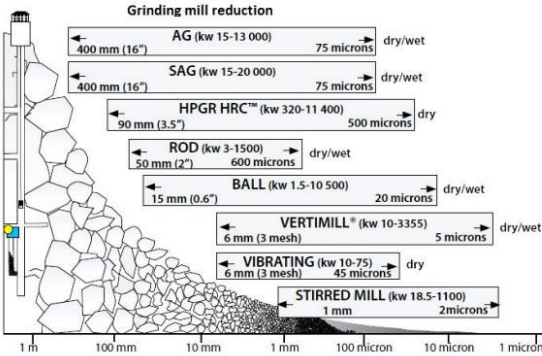 Grinding mill reduction
AG (kw 15-13 000)
400 mm (16”) 75 microns
dry/wet
SAG (kw 15-20 000)
400 mm (16”) 75 microns
dry/wet
HPGR HRC™ (kw 320-11 400)
90 mm (3.5”) 500 microns
dry
ROD (kw 3-1500)
50 mm (2”) 600 microns
dry/wet
BALL (kw 1.5-10 500)
15 mm (0.6”) 20 microns
dry/wet
VERTIMILL® (kw 10-3355)
6 mm (3 mesh) 5 microns
dry/wet
VIBRATING (kw 10-75)
6 mm (3 mesh) 45 microns
dry
STIRRED MILL (kw 18.5-1100)
1 mm 2microns
1 m 100 mm 10 mm 1 mm 100 micron 10 micron 1 micron